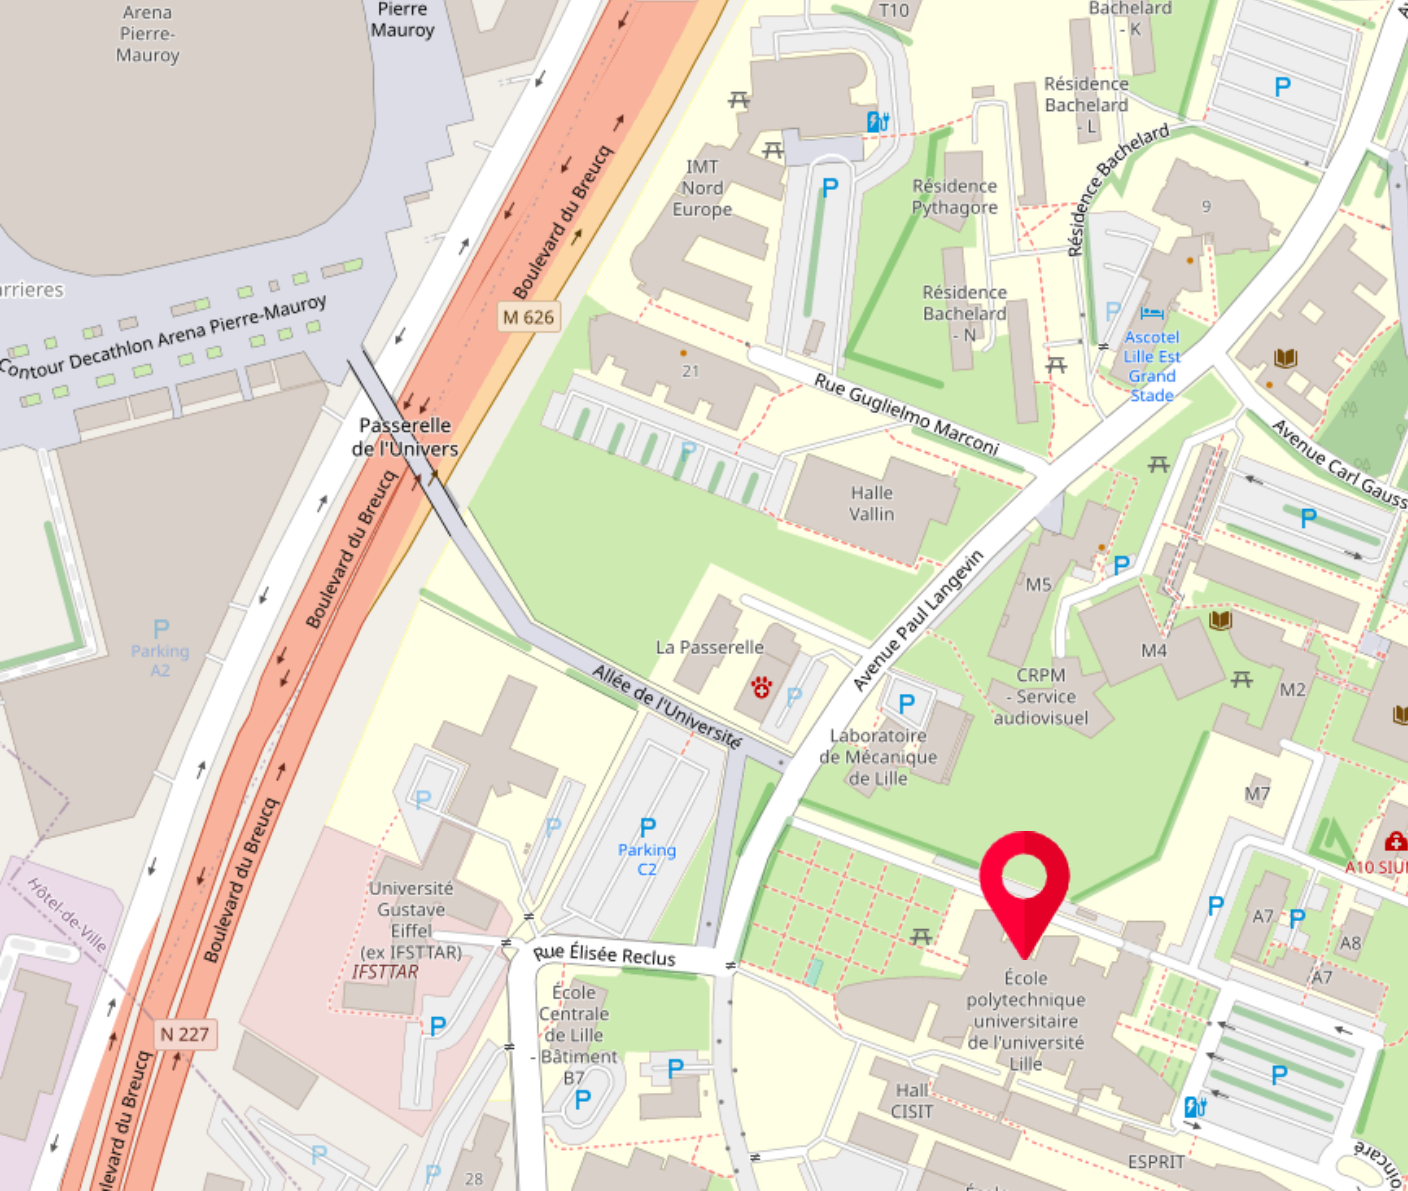 Arena
Pierre-
Mauroy
Pierre
Mauroy
T10
Bachelard
- K
P
Résidence
Bachelard
- L
Résidence Bachelard
IMT
Nord
Europe
P
Résidence
Pythagore
9
Boulevard du Breucq
M 626
arrieres
Contour Decathlon Arena Pierre-Mauroy
Résidence
Bachelard
- N
P
Ascotel
Lille Est
Grand
Stade
21
Rue Guglielmo Marconi
Passerelle
de l'Univers
P
Avenue Carl Gauss
Halle
Vallin
P
Boulevard du Breucq
P
M5
Avenue Paul Langevin
P
Parking
A2
La Passerelle
M4
CRPM
- Service
audiovisuel
M2
Allée de l'Université
P
P
Laboratoire
de Mécanique
de Lille
M7
P
P
P
Parking
C2
A10 SIU
Boulevard du Breucq
Hôtel-de-Ville
Université
Gustave
Eiffel
(ex IFSTTAR)
IFSTTAR
P
A7
P
A8
A7
Rue Élisée Reclus
École
polytechnique
universitaire
de l'université
Lille
École
Centrale
de Lille
- Bâtiment
B7
P
N 227
P
P
P
Hall
CISIT
Boulevard du Breucq
P
P
28
ESPRIT